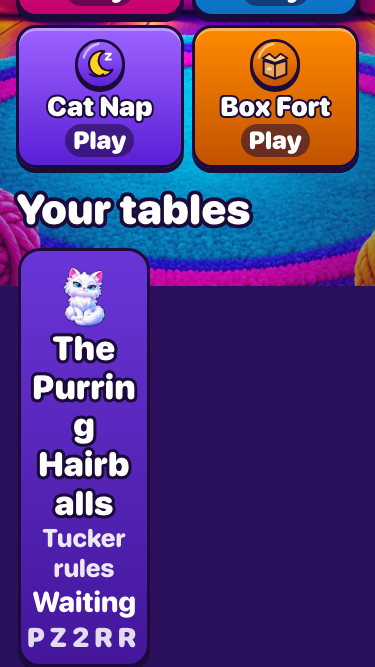 Cat Nap
Box Fort
Play
Play
Your tables
The
Purrin
g
Hairb
alls
Tucker
rules
Waiting
PZ2RR